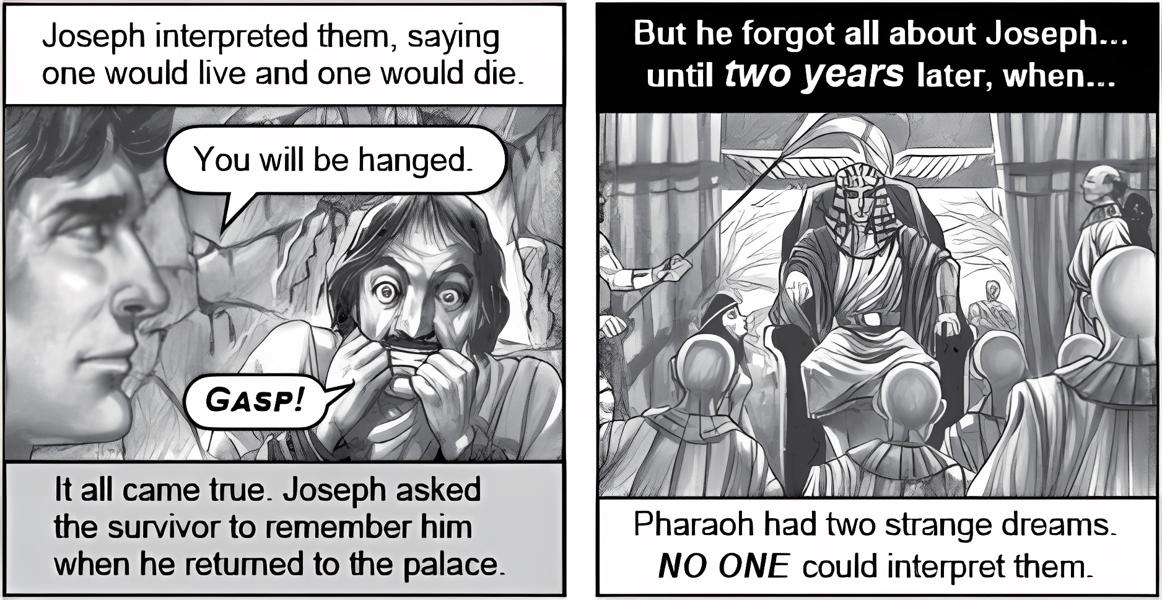 Joseph interpreted them, saying
one would live and one would die.
You will be hanged.
GASP!
It all came true. Joseph asked
the survivor to remember him
when he returned to the palace.
But he forgot all about Joseph...
until two years later, when...
Pharaoh had two strange dreams.
NO ONE could interpret them.